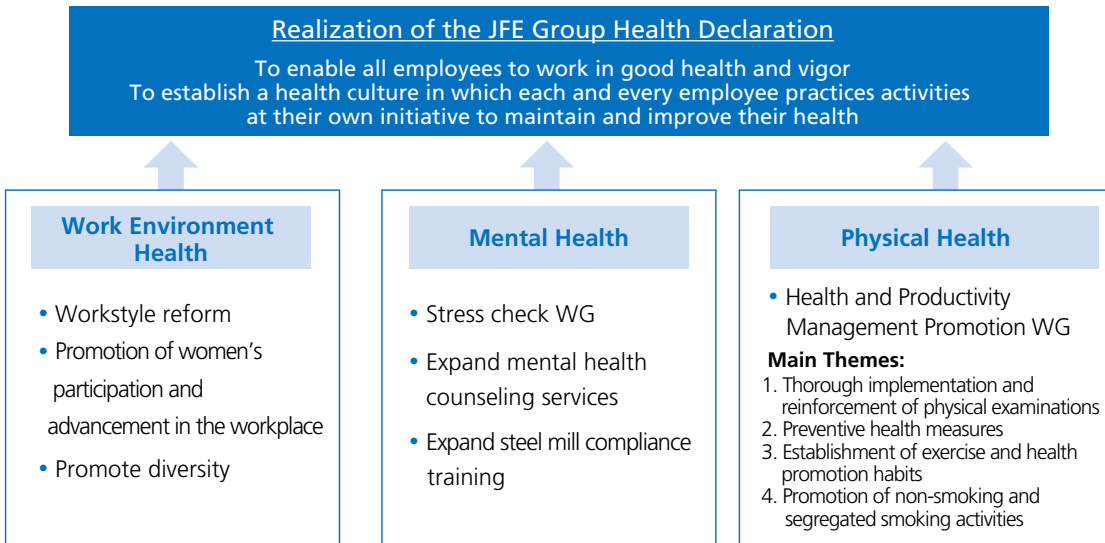 Realization of the JFE Group Health Declaration
To enable all employees to work in good health and vigor
To establish a health culture in which each and every employee practices activities
at their own initiative to maintain and improve their health
Work Environment
Health
• Workstyle reform
• Promotion of women's
participation and
advancement in the workplace
• Promote diversity
Mental Health
• Stress check WG
• Expand mental health
counseling services
• Expand steel mill compliance
training
Physical Health
• Health and Productivity
Management Promotion WG
Main Themes:
1. Thorough implementation and
reinforcement of physical examinations
2. Preventive health measures
3. Establishment of exercise and health
promotion habits
4. Promotion of non-smoking and
segregated smoking activities